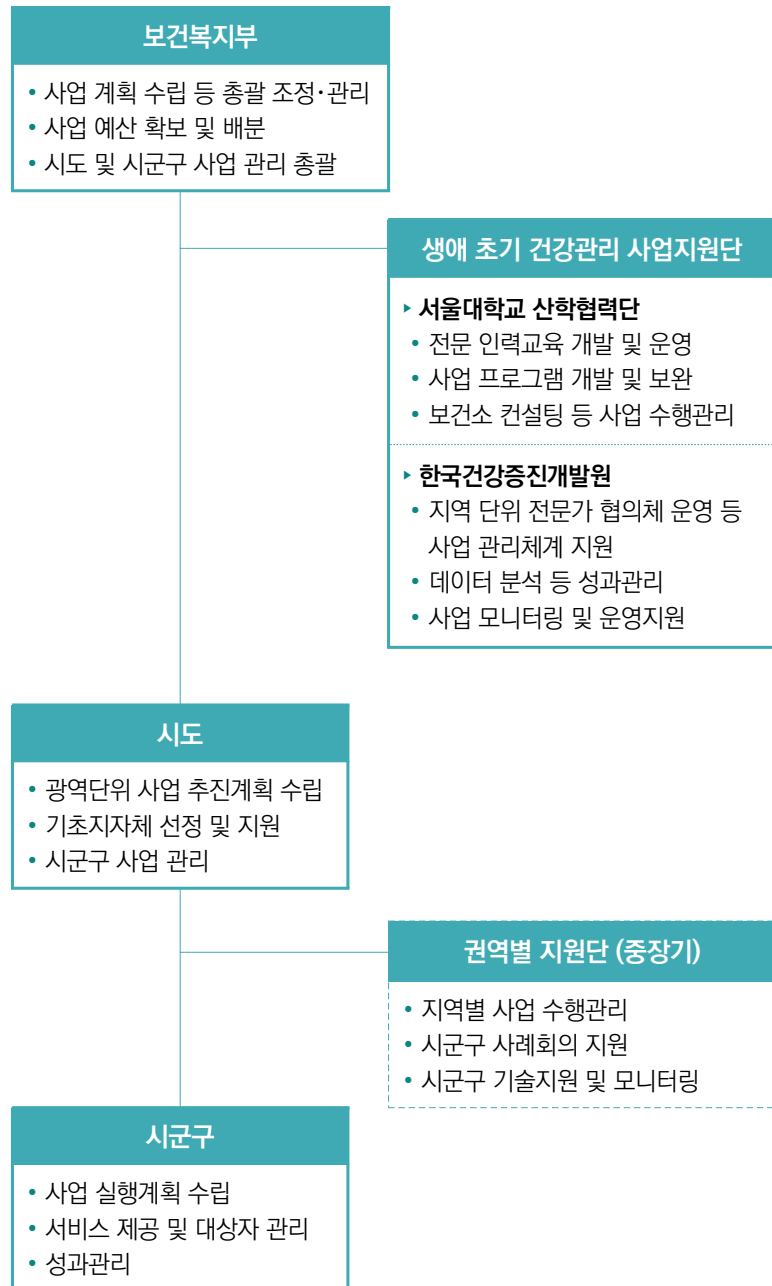 보건복지부
• 사업 계획 수립 등 총괄 조정·관리
• 사업 예산 확보 및 배분
• 시도 및 시군구 사업 관리 총괄
생애 초기 건강관리 사업지원단
▸ 서울대학교 산학협력단
• 전문 인력교육 개발 및 운영
• 사업 프로그램 개발 및 보완
• 보건소 컨설팅 등 사업 수행관리
▸ 한국건강증진개발원
• 지역 단위 전문가 협의체 운영 등
사업 관리체계 지원
• 데이터 분석 등 성과관리
• 사업 모니터링 및 운영지원
시도
• 광역단위 사업 추진계획 수립
• 기초지자체 선정 및 지원
• 시군구 사업 관리
권역별 지원단 (중장기)
• 지역별 사업 수행관리
• 시군구 사례회의 지원
• 시군구 기술지원 및 모니터링
시군구
• 사업 실행계획 수립
• 서비스 제공 및 대상자 관리
• 성과관리